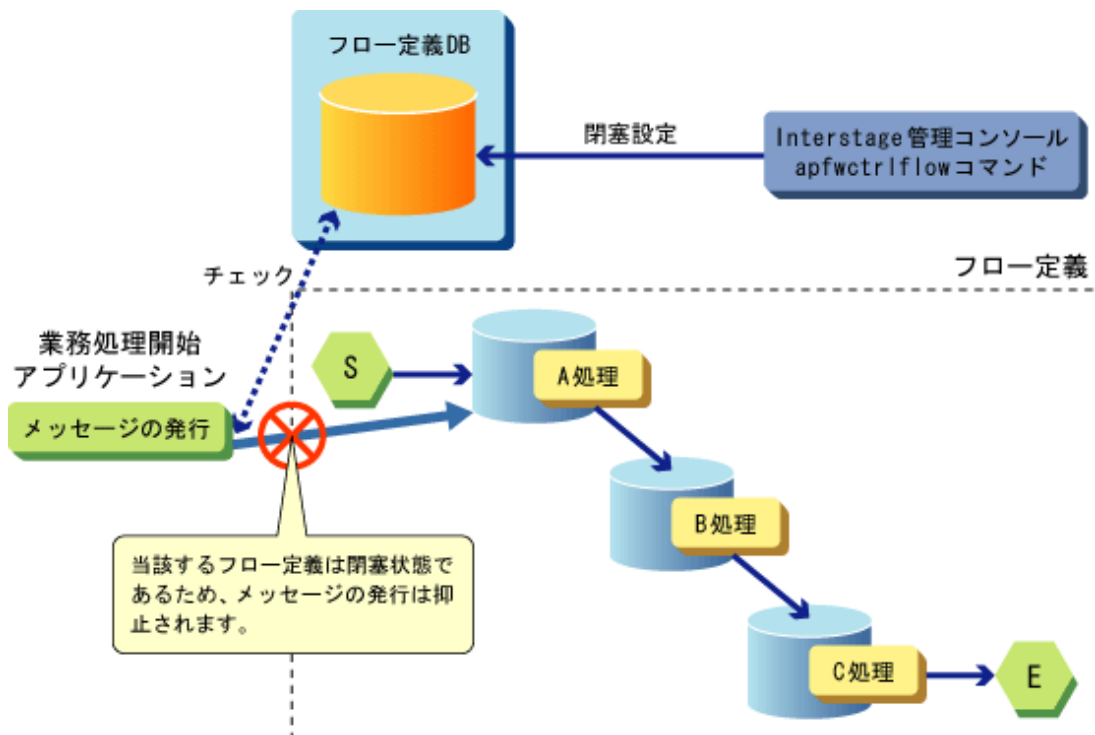 フロー定義DB
閉塞設定
Interstage管理コンソール
apfwctrlflowコマンド
チェック
フロー定義
業務処理開始
アプリケーション
メッセージの発行
S
A処理
B処理
当該するフロー定義は閉塞状態で
あるため、メッセージの発行は抑
止されます。
C処理
E